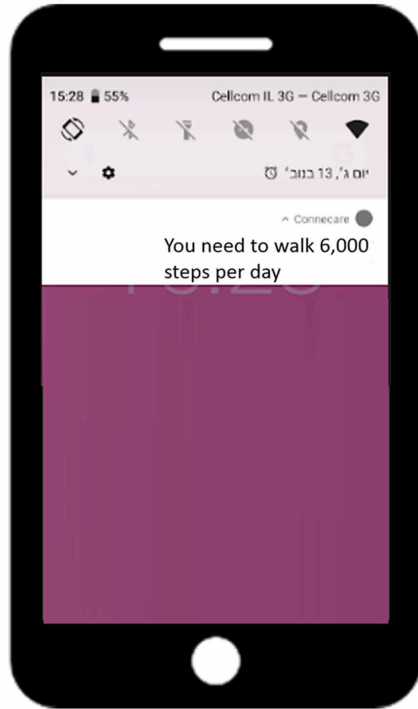 15:28 55% Cellcom IL 3G — Cellcom 3G
יום ג׳, 13 בנוב׳
Connecare
You need to walk 6,000
steps per day